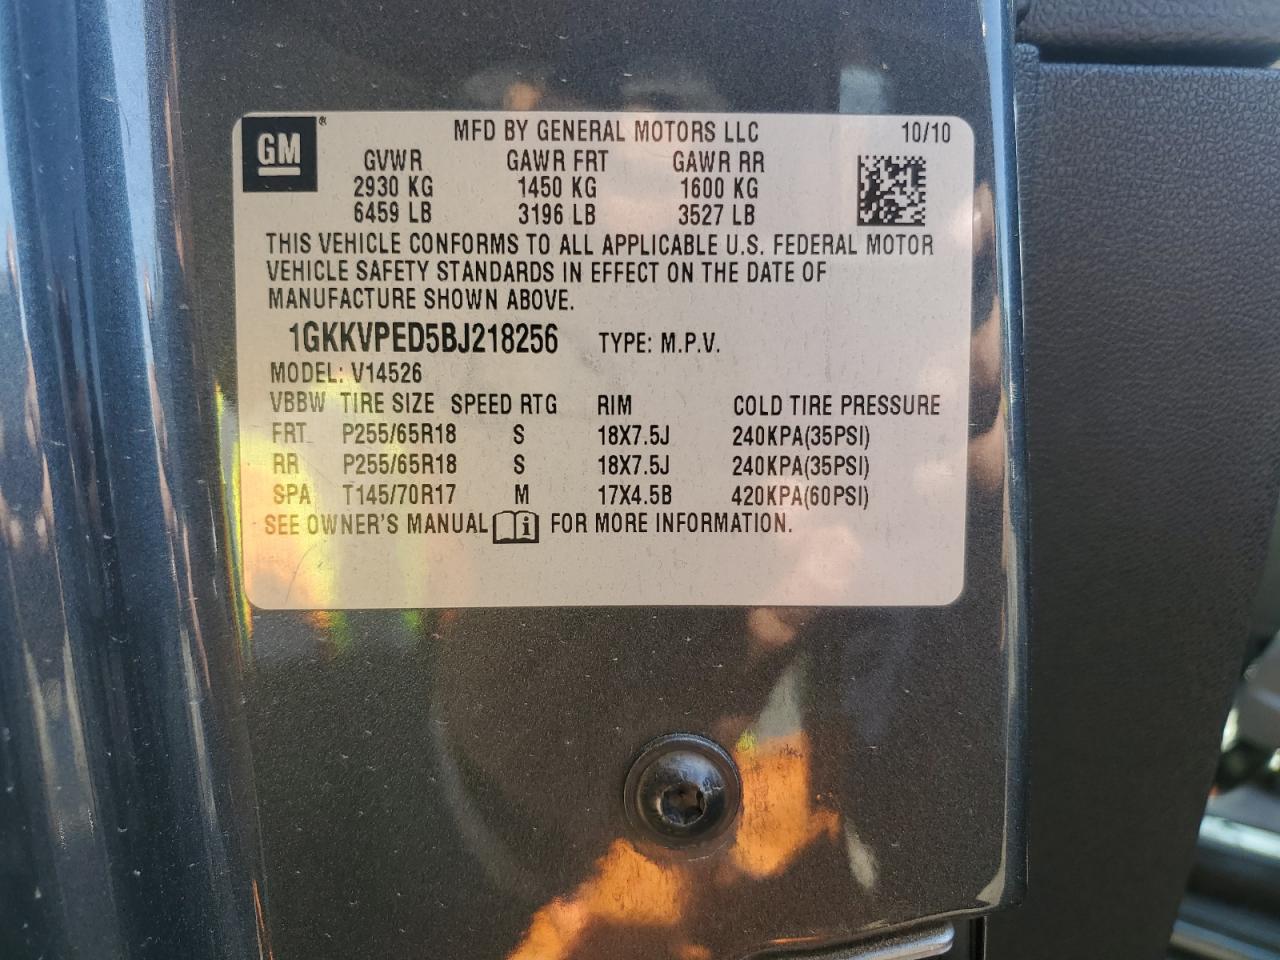 GM® MFD BY GENERAL MOTORS LLC 10/10
GVWR GAWR FRT GAWR RR
2930 KG 1450 KG 1600 KG
6459 LB 3196 LB 3527 LB
THIS VEHICLE CONFORMS TO ALL APPLICABLE U.S. FEDERAL MOTOR
VEHICLE SAFETY STANDARDS IN EFFECT ON THE DATE OF
MANUFACTURE SHOWN ABOVE.
1GKKVPED5BJ218256 TYPE: M.P.V.
MODEL: V14526
VBBW TIRE SIZE SPEED RTG RIM COLD TIRE PRESSURE
FRT P255/65R18 S 18X7.5J 240KPA(35PSI)
RR P255/65R18 S 18X7.5J 240KPA(35PSI)
SPA T145/70R17 M 17X4.5B 420KPA(60PSI)
SEE OWNER'S MANUAL i FOR MORE INFORMATION.